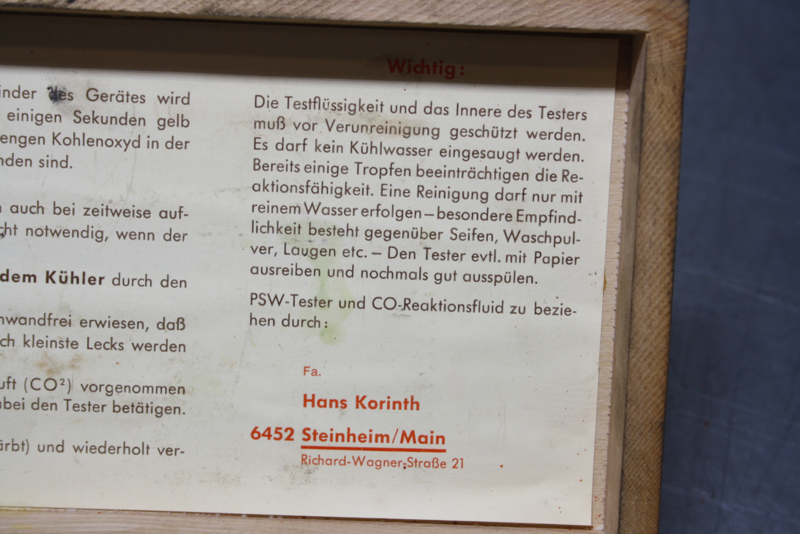 inder des Gerätes wird
einigen Sekunden gelb
engen Kohlenoxyd in der
nden sind.
auch bei zeitweise auf-
cht notwendig, wenn der
dem Kühler durch den
nwandfrei erwiesen, daß
ch kleinste Lecks werden
uft (CO²) vorgenommen
abei den Tester betätigen.
ärbt) und wiederholt ver-
Wichtig:
Die Testflüssigkeit und das Innere des Testers
muß vor Verunreinigung geschützt werden.
Es darf kein Kühlwasser eingesaugt werden.
Bereits einige Tropfen beeinträchtigen die Re-
aktionsfähigkeit. Eine Reinigung darf nur mit
reinem Wasser erfolgen – besondere Empfind-
lichkeit besteht gegenüber Seifen, Waschpul-
ver, Laugen etc. – Den Tester evtl. mit Papier
ausreiben und nochmals gut ausspülen.
PSW-Tester und CO-Reaktionsfluid zu bezie-
hen durch:
Fa.
Hans Korinth
6452 Steinheim/Main
Richard-Wagner-Straße 21